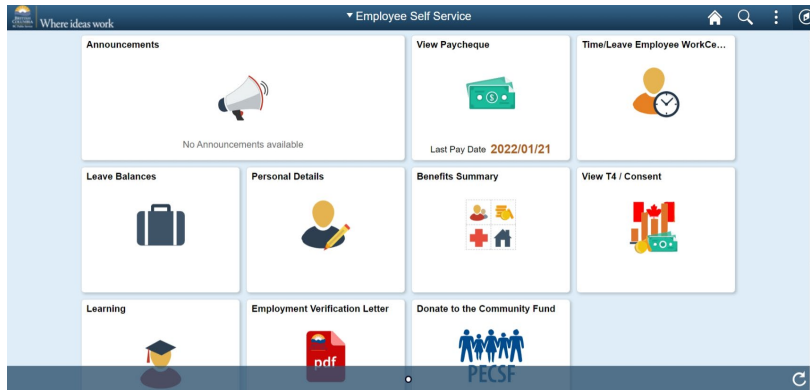 BRITISH
COLUMBIA
Where ideas work
Employee Self Service
Announcements
No Announcements available
View Paycheque
Last Pay Date 2022/01/21
Time/Leave Employee WorkCe...
Leave Balances
Personal Details
Benefits Summary
View T4 / Consent
Learning
Employment Verification Letter
pdf
Donate to the Community Fund
PECSF